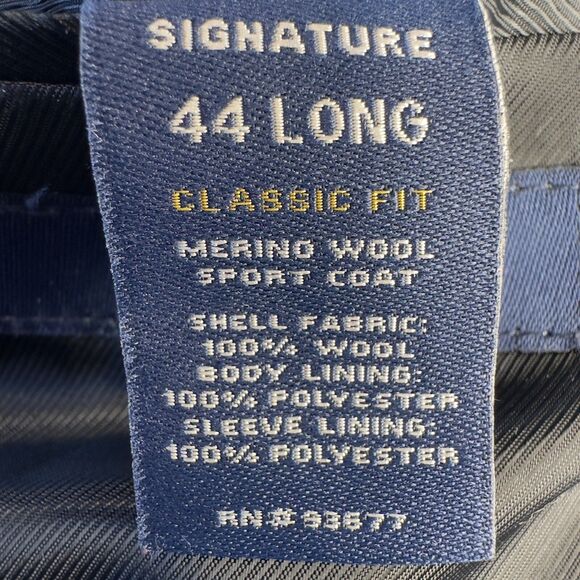 SIGNATURE
44 LONG
CLASSIC FIT
MERINO WOOL
SPORT COAT
SHELL FABRIC:
100% WOOL
BODY LINING:
100% POLYESTER
SLEEVE LINING:
100% POLYESTER
RN# 93677